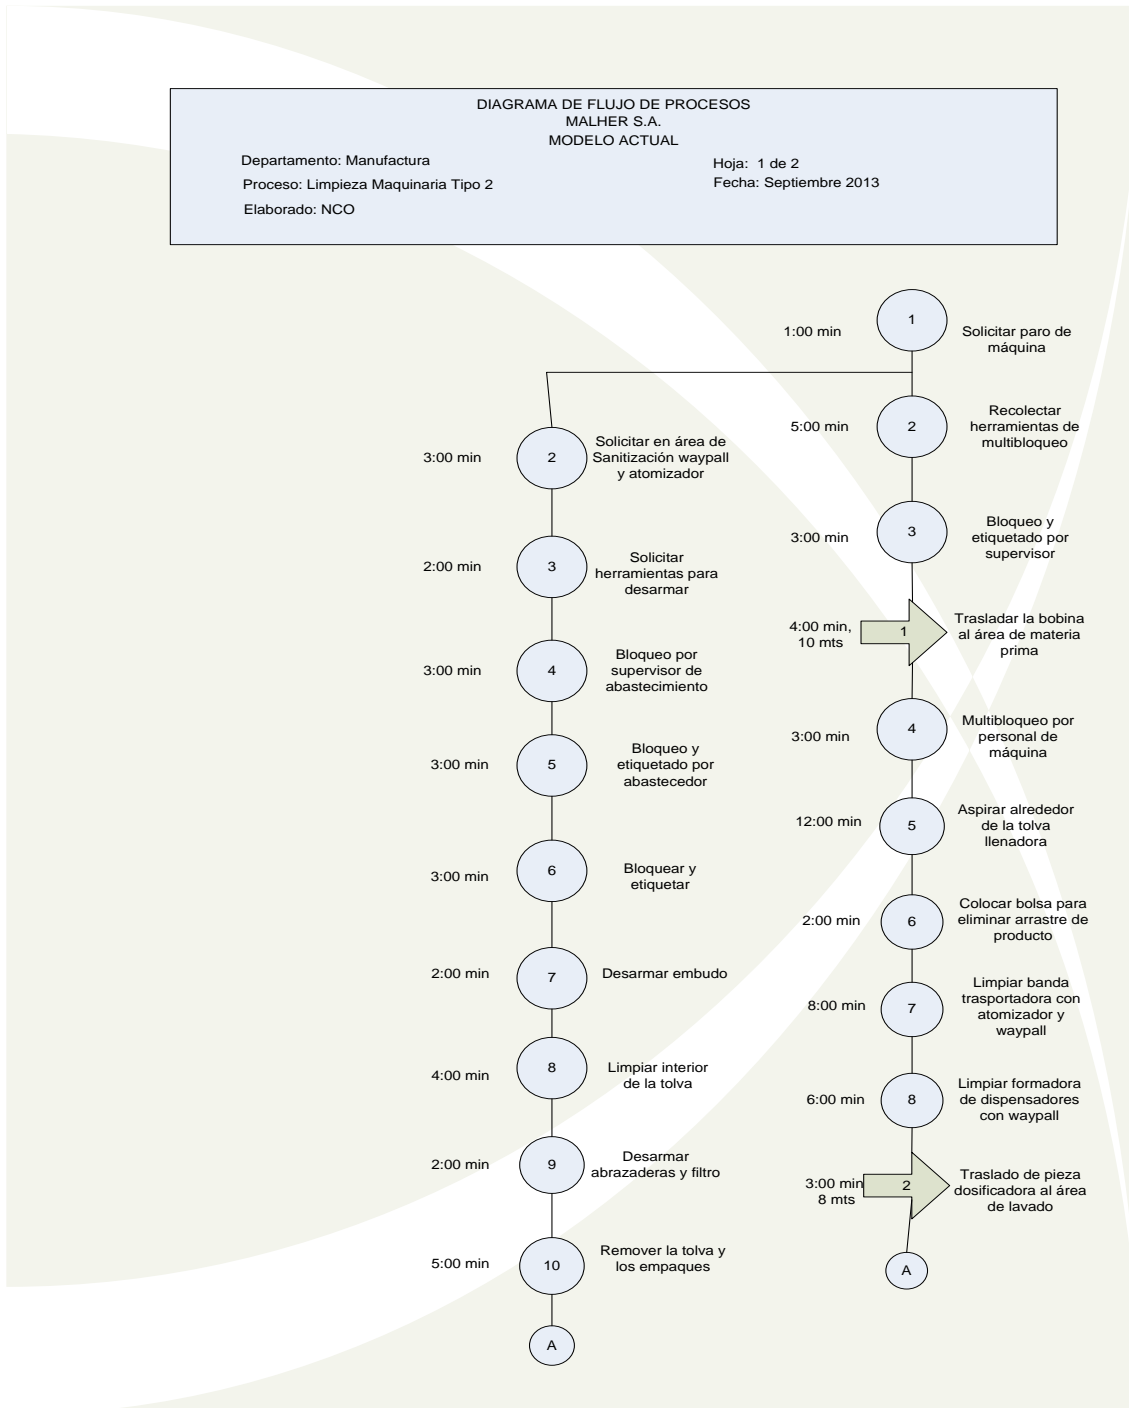 DIAGRAMA DE FLUJO DE PROCESOS
MALHER S.A.
MODELO ACTUAL
Departamento: Manufactura
Proceso: Limpieza Maquinaria Tipo 2
Elaborado: NCO
Hoja: 1 de 2
Fecha: Septiembre 2013
1:00 min
1
Solicitar paro de
máquina
3:00 min
2
Solicitar en área de
Sanitización waypall
y atomizador
2:00 min
3
Solicitar
herramientas para
desarmar
3:00 min
4
Bloqueo por
supervisor de
abastecimiento
3:00 min
5
Bloqueo y
etiquetado por
abastecedor
3:00 min
6
Bloquear y
etiquetar
2:00 min
7
Desarmar embudo
4:00 min
8
Limpiar interior
de la tolva
2:00 min
9
Desarmar
abrazaderas y filtro
5:00 min
10
Remover la tolva y
los empaques
A
5:00 min
2
Recolectar
herramientas de
multibloqueo
3:00 min
3
Bloqueo y
etiquetado por
supervisor
4:00 min,
10 mts
1
Trasladar la bobina
al área de materia
prima
3:00 min
4
Multibloqueo por
personal de
máquina
12:00 min
5
Aspirar alrededor
de la tolva
llenadora
2:00 min
6
Colocar bolsa para
eliminar arrastre de
producto
8:00 min
7
Limpiar banda
trasportadora con
atomizador y
waypall
6:00 min
8
Limpiar formadora
de dispensadores
con waypall
3:00 min
8 mts
2
Traslado de pieza
dosificadora al área
de lavado
A